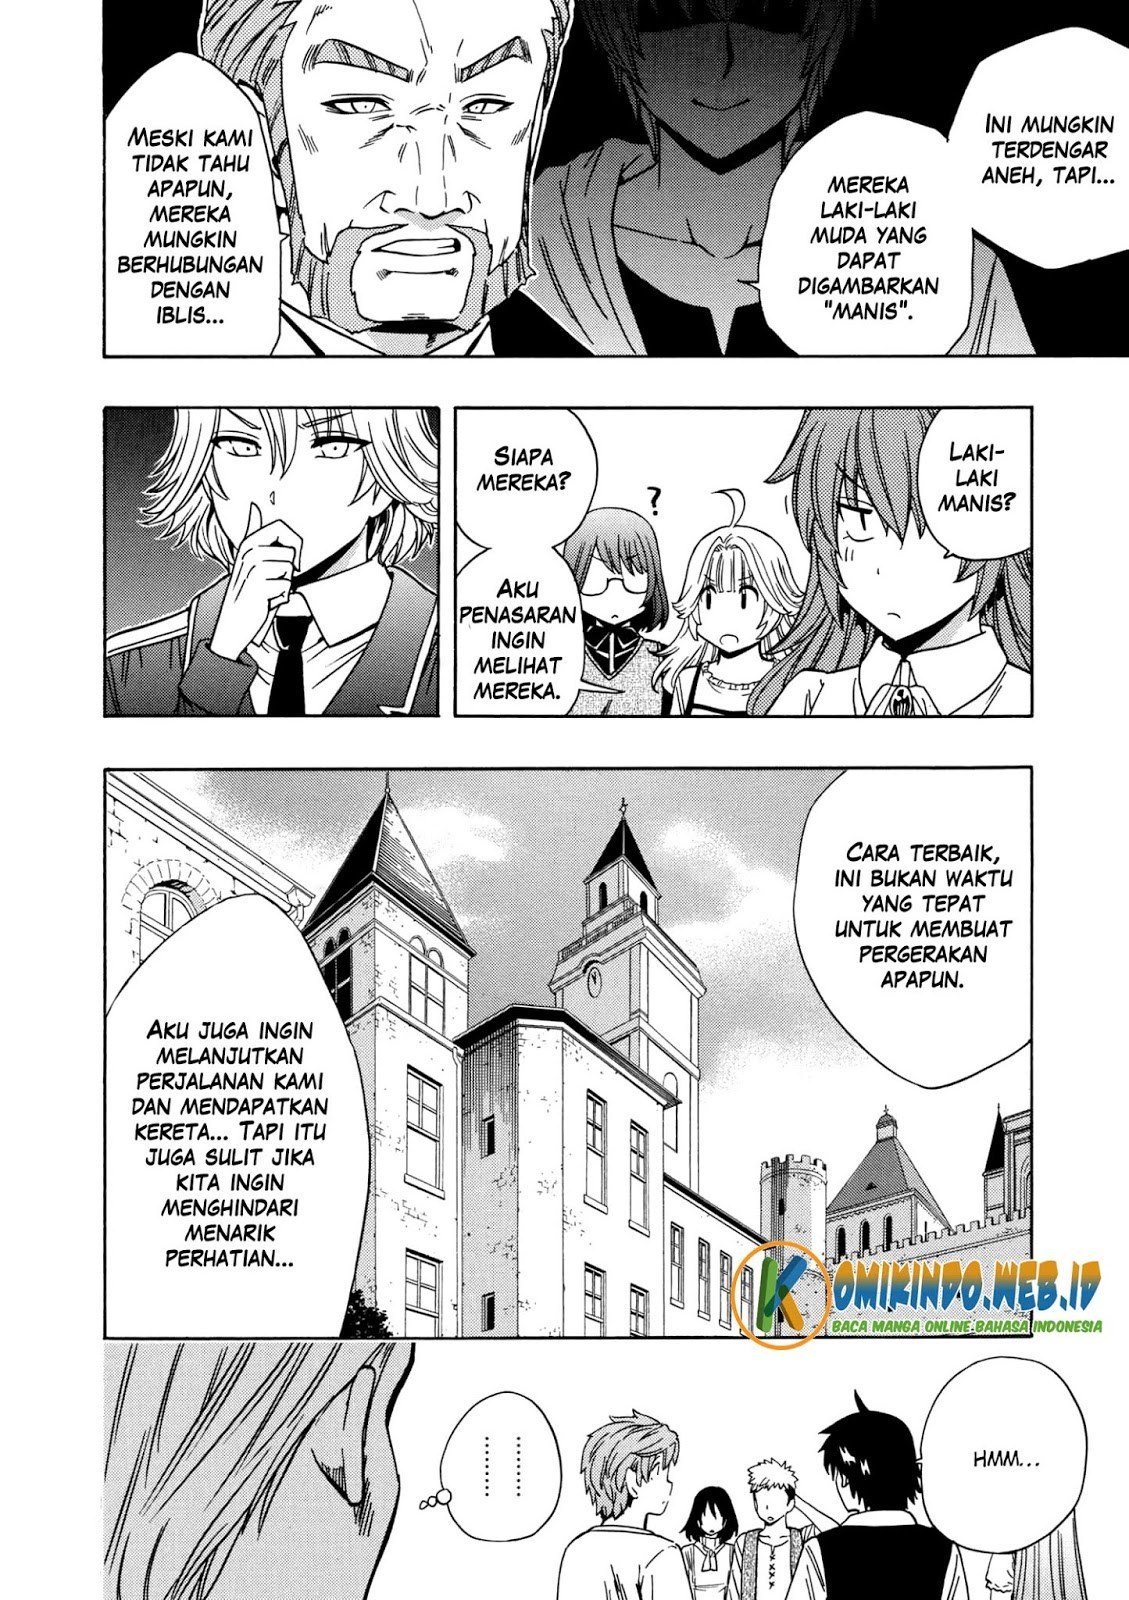 INI MUNGKIN
TERDENGAR
ANEH, TAPI...
MEREKA
LAKI-LAKI
MUDA YANG
DAPAT
DIGAMBARKAN
"MANIS".
MESKI KAMI
TIDAK TAHU
APAPUN,
MEREKA
MUNGKIN
BERHUBUNGAN
DENGAN
IBLIS...
LAKI-
LAKI
MANIS?
?
SIAPA
MEREKA?
AKU
PENASARAN
INGIN
MELIHAT
MEREKA.
CARA TERBAIK,
INI BUKAN WAKTU
YANG TEPAT
UNTUK MEMBUAT
PERGERAKAN
APAPUN.
AKU JUGA INGIN
MELANJUTKAN
PERJALANAN KAMI
DAN MENDAPATKAN
KERETA... TAPI ITU
JUGA SULIT JIKA
KITA INGIN
MENGHINDARI
MENARIK
PERHATIAN...
KOMIKINDO.WEB.ID
BACA MANGA ONLINE BAHASA INDONESIA
HMM...
......
......